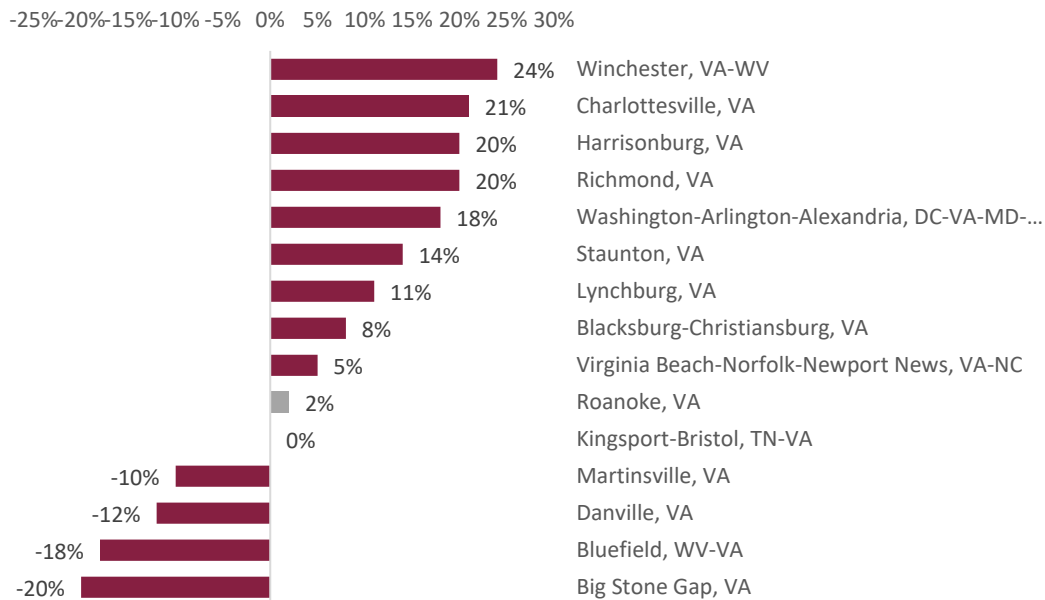 -25%-20%-15%-10% -5% 0% 5% 10% 15% 20% 25% 30%
24% Winchester, VA-WV
21% Charlottesville, VA
20% Harrisonburg, VA
20% Richmond, VA
18% Washington-Arlington-Alexandria, DC-VA-MD-...
14% Staunton, VA
11% Lynchburg, VA
8% Blacksburg-Christiansburg, VA
5% Virginia Beach-Norfolk-Newport News, VA-NC
2% Roanoke, VA
0% Kingsport-Bristol, TN-VA
-10% Martinsville, VA
-12% Danville, VA
-18% Bluefield, WV-VA
-20% Big Stone Gap, VA